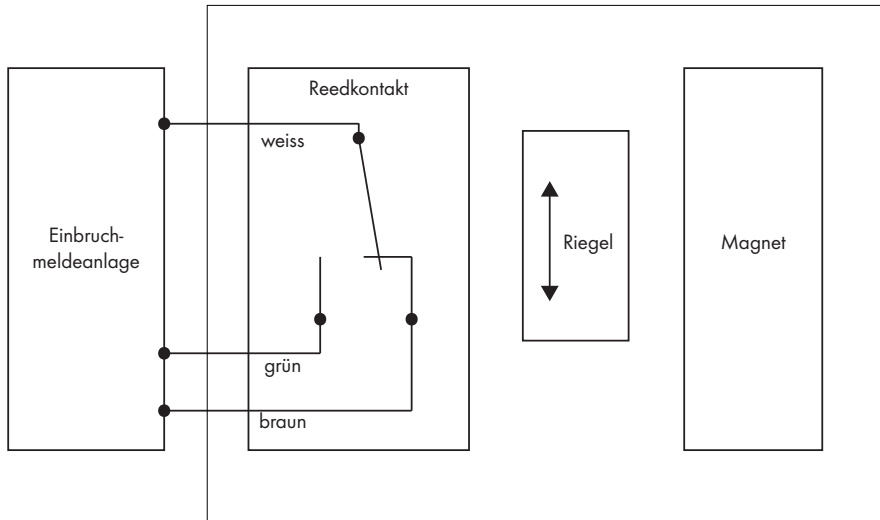 Reedkontakt
weiss
Einbruch-
meldeanlage
Riegel
Magnet
grün
braun